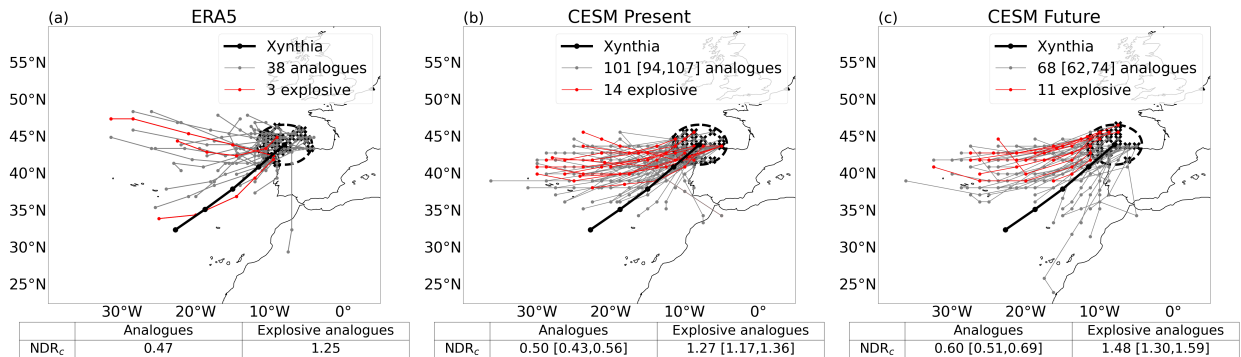 (a) ERA5
Xynthia
38 analogues
3 explosive
55°N
50°N
45°N
40°N
35°N
30°N
25°N
30°W 20°W 10°W 0°
Analogues Explosive analogues
NDRc 0.47 1.25
(b) CESM Present
Xynthia
101 [94,107] analogues
14 explosive
55°N
50°N
45°N
40°N
35°N
30°N
25°N
30°W 20°W 10°W 0°
Analogues Explosive analogues
NDRc 0.50 [0.43,0.56] 1.27 [1.17,1.36]
(c) CESM Future
Xynthia
68 [62,74] analogues
11 explosive
55°N
50°N
45°N
40°N
35°N
30°N
25°N
30°W 20°W 10°W 0°
Analogues Explosive analogues
NDRc 0.60 [0.51,0.69] 1.48 [1.30,1.59]